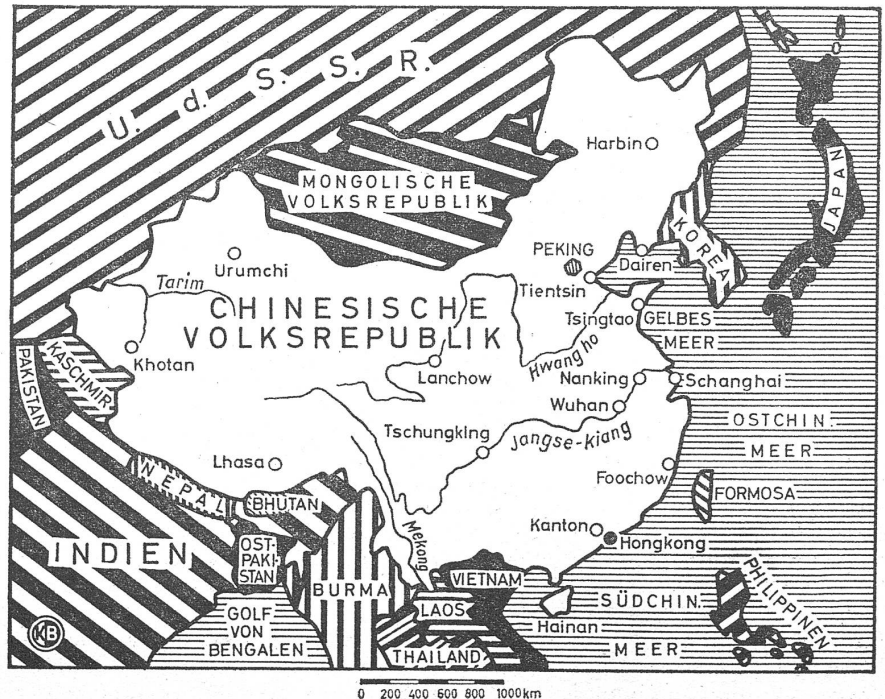 U. d. S. S. R.
Harbin
MONGOLISCHE
VOLKSREPUBLIK
JAPAN
KOREA
PEKING
Dairen
Urumchi
Tientsin
Tarim
CHINESISCHE
VOLKSREPUBLIK
Tsingtao
GELBES
MEER
Hwangho
PAKISTAN
KASCHMIR
Khotan
Lanchow
Nanking
Schanghai
Wuhan
OSTCHIN.
MEER
Tschungking
Jangse-Kiang
Lhasa
NEPAL
BHUTAN
Foochow
FORMOSA
Kanton
Hongkong
Mekong
INDIEN
OST-
PAKI-
STAN
BURMA
VIETNAM
LAOS
Hainan
SÜDCHIN.
MEER
PHILIPPINEN
GOLF
VON
BENGALEN
THAILAND
KB
0 200 400 600 800 1000km